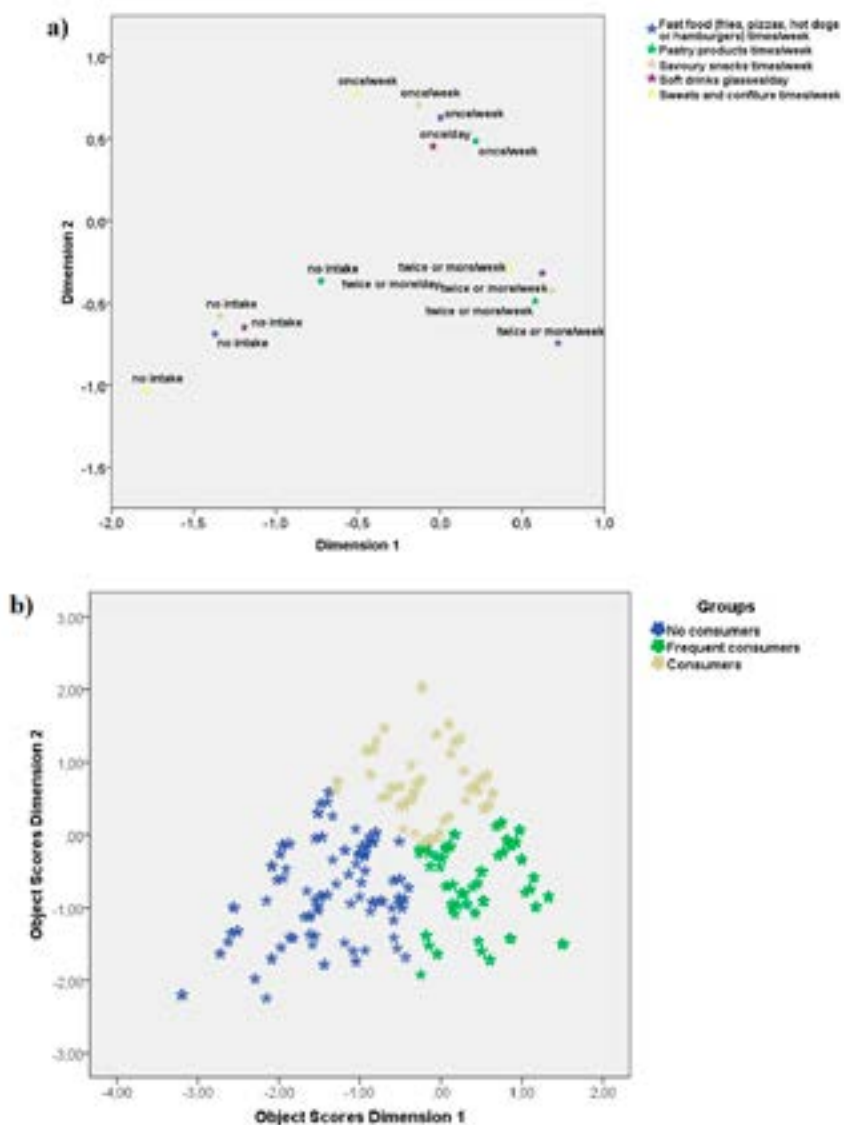 a)
Fast food (fries, pizzas, hot dogs
or hamburgers) times/week
Pastry products times/week
Savoury snacks times/week
Soft drinks glasses/day
Sweets and confiture times/week
1.0
0.5
0.0
-0.5
-1.0
-1.5
Dimension 2
once/week
once/week
once/week
once/day
once/week
no intake
twice or more/week
twice or more/day
twice or more/week
no intake
twice or more/week
no intake
no intake
twice or more/week
no intake
-2.0 -1.5 -1.0 -0.5 0.0 0.5 1.0
Dimension 1
b)
Groups
No consumers
Frequent consumers
Consumers
3.00
2.00
1.00
.00
-1.00
-2.00
-3.00
Object Scores Dimension 2
-4.00 -3.00 -2.00 -1.00 .00 1.00 2.00
Object Scores Dimension 1